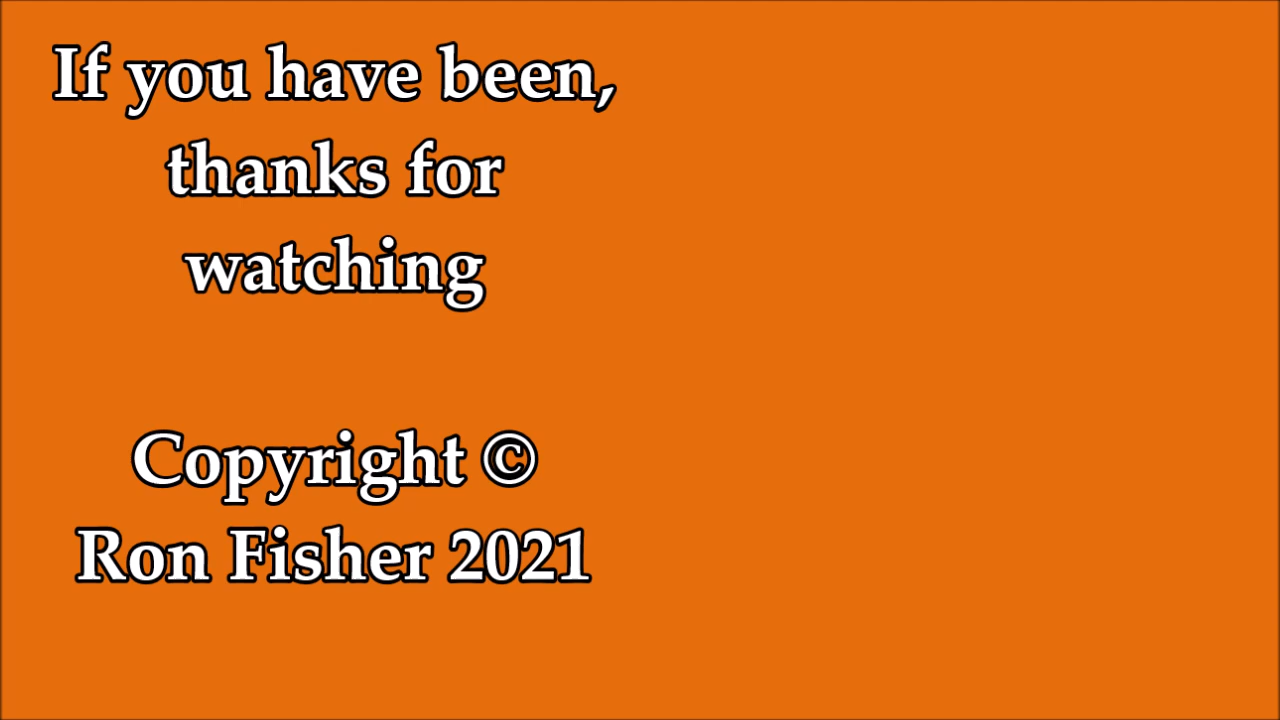 If you have been,
thanks for
watching
Copyright ©
Ron Fisher 2021